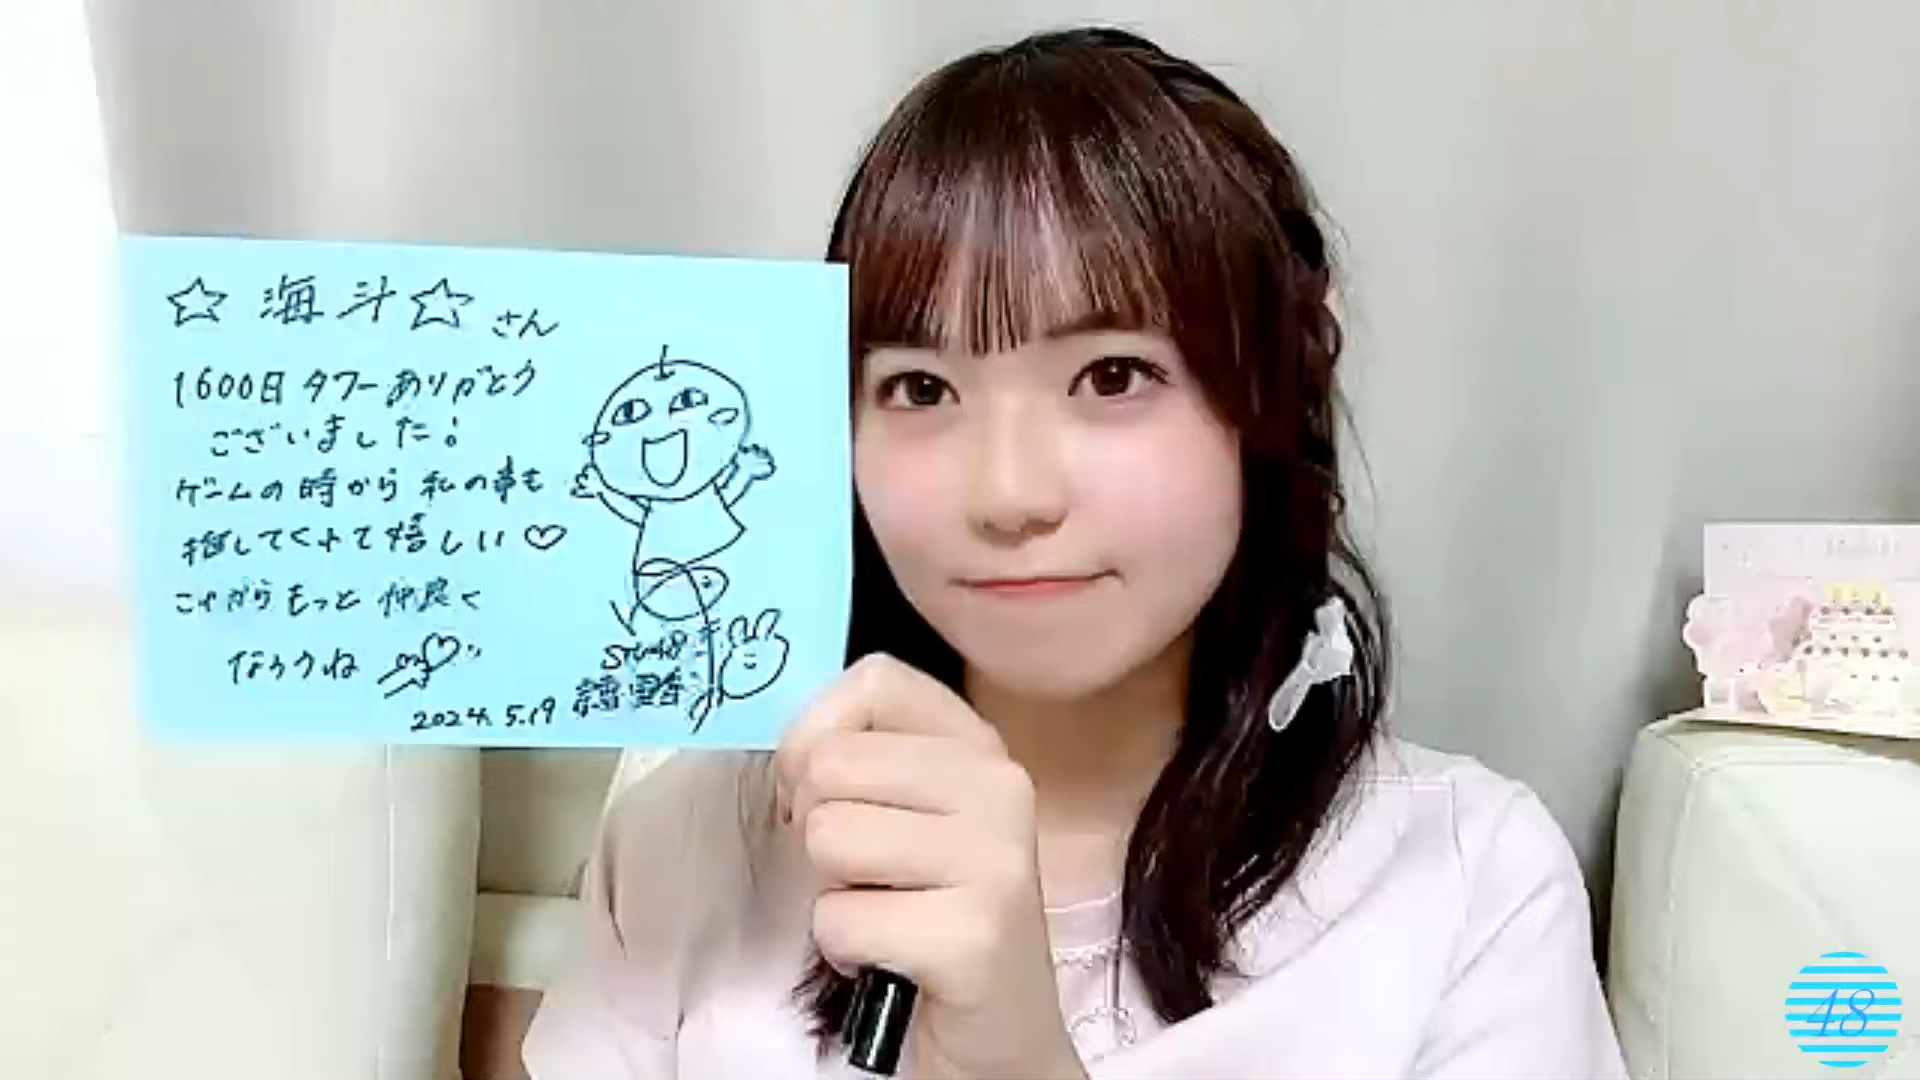 ☆海斗☆さん
1600日タワーありがとう
ございました!
ゲームの時から私の事も
推してくれて嬉しい♡
これからもっと仲良く
なろうね
STU48
2024.5.19
48